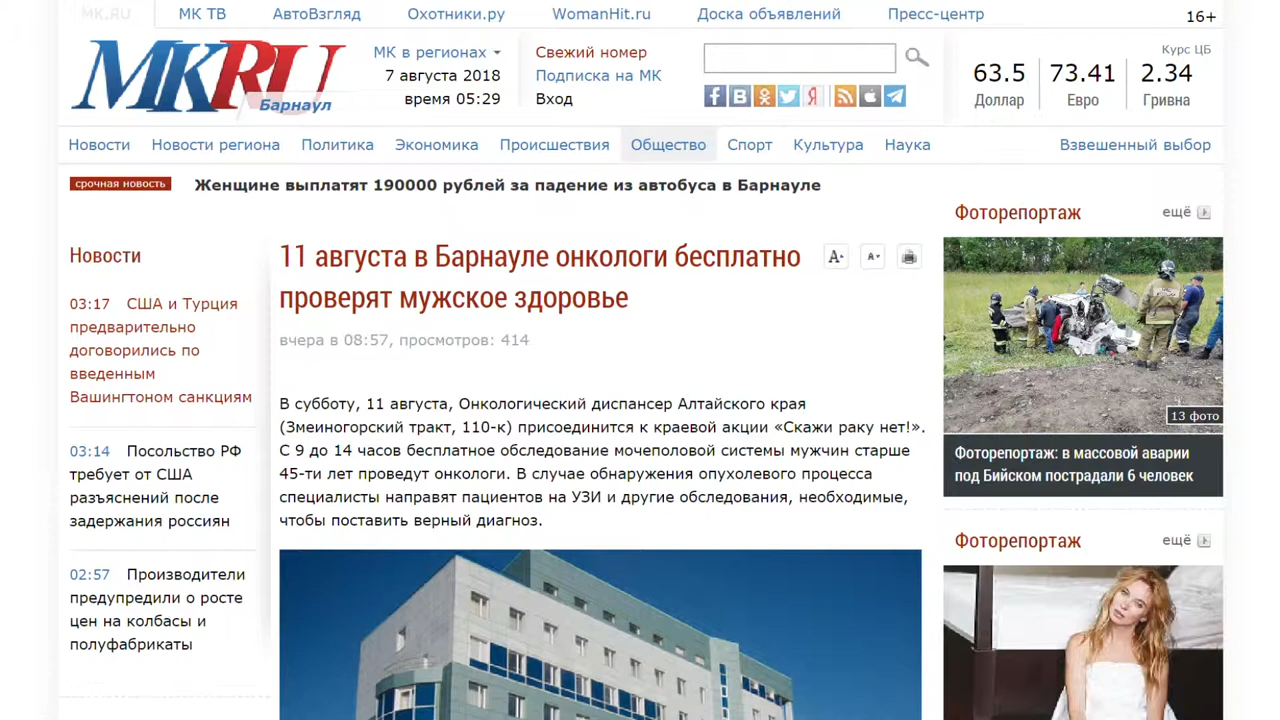 MK.RU МК ТВ АвтоВзгляд Охотники.ру WomanHit.ru Доска объявлений Пресс-центр 16+
МК в регионах Свежий номер Курс ЦБ
MKRU 7 августа 2018 Подписка на МК 63.5 73.41 2.34
Барнаул время 05:29 Вход Доллар Евро Гривна
Новости Новости региона Политика Экономика Происшествия Общество Спорт Культура Наука Взвешенный выбор
срочная новость Женщине выплатят 190000 рублей за падение из автобуса в Барнауле
Новости
03:17 США и Турция
предварительно
договорились по
введенным
Вашингтоном санкциям
03:14 Посольство РФ
требует от США
разъяснений после
задержания россиян
02:57 Производители
предупредили о росте
цен на колбасы и
полуфабрикаты
11 августа в Барнауле онкологи бесплатно
проверят мужское здоровье
A+ A-
вчера в 08:57, просмотров: 414
В субботу, 11 августа, Онкологический диспансер Алтайского края
(Змеиногорский тракт, 110-к) присоединится к краевой акции «Скажи раку нет!».
С 9 до 14 часов бесплатное обследование мочеполовой системы мужчин старше
45-ти лет проведут онкологи. В случае обнаружения опухолевого процесса
специалисты направят пациентов на УЗИ и другие обследования, необходимые,
чтобы поставить верный диагноз.
Фоторепортаж ещё
13 фото
Фоторепортаж: в массовой аварии
под Бийском пострадали 6 человек
Фоторепортаж ещё